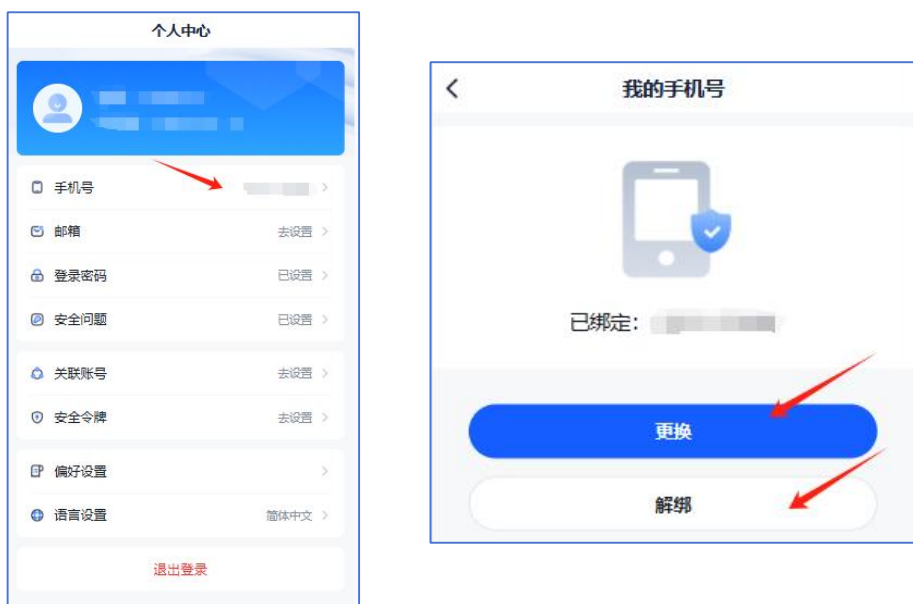 个人中心
手机号
邮箱 去设置
登录密码 已设置
安全问题 已设置
关联账号 去设置
安全令牌 去设置
偏好设置
语言设置 简体中文
退出登录
我的手机号
已绑定：
更换
解绑